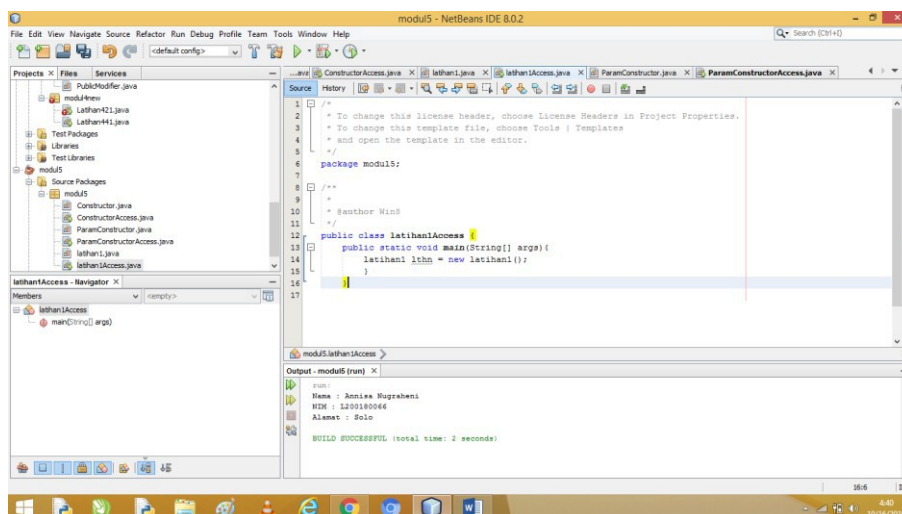 modul5 - NetBeans IDE 8.0.2
File Edit View Navigate Source Refactor Run Debug Profile Team Tools Window Help
Search (Ctrl+I)
<default config>
Projects Files Services
PublicModifier.java
modul4new
Latihan421.java
Latihan441.java
Test Packages
Libraries
Test Libraries
modul5
Source Packages
modul5
Constructor.java
ConstructorAccess.java
ParamConstructor.java
ParamConstructorAccess.java
latihan1.java
latihan1Access.java
latihan1Access - Navigator
Members <empty>
latihan1Access
main(String[] args)
...ava ConstructorAccess.java latihan1.java latihan1Access.java ParamConstructor.java ParamConstructorAccess.java
Source History
1 /*
2 * To change this license header, choose License Headers in Project Properties.
3 * To change this template file, choose Tools | Templates
4 * and open the template in the editor.
5 */
6 package modul5;
7
8 /**
9 *
10 * @author Win8
11 */
12 public class latihan1Access {
13 public static void main(String[] args){
14 latihan1 lthn = new latihan1();
15 }
16 }
17
modul5.latihan1Access
Output - modul5 (run)
run:
Nama : Annisa Nugraheni
NIM : L200180066
Alamat : Solo
BUILD SUCCESSFUL (total time: 2 seconds)
16:6
4:40